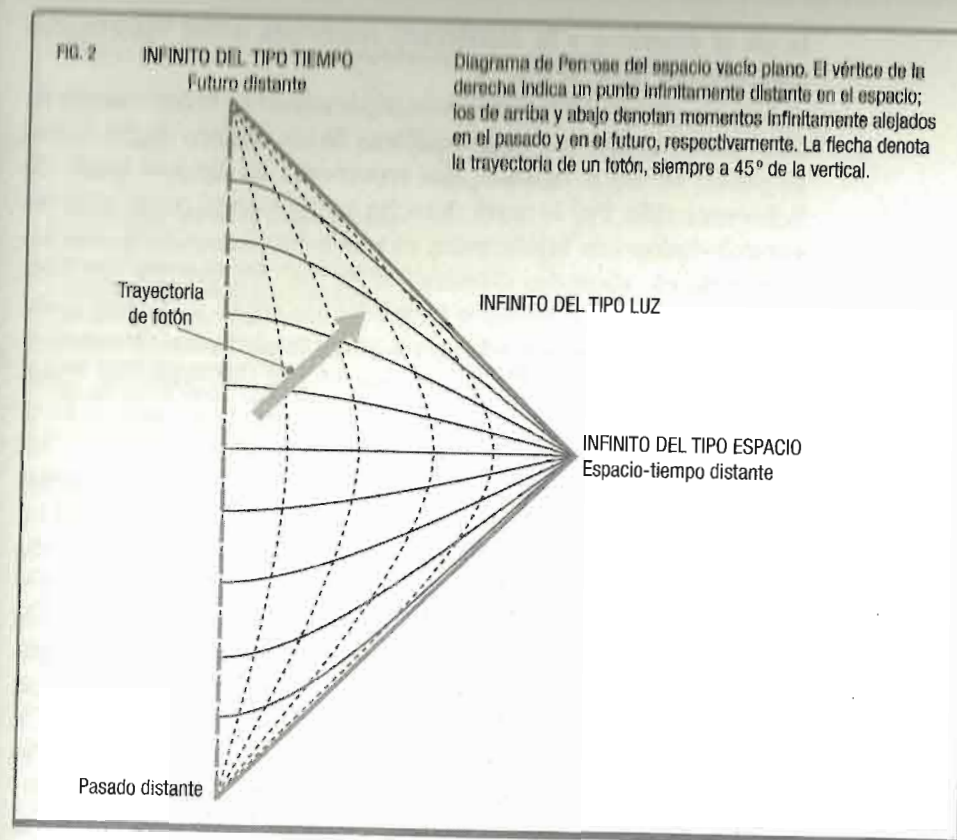 FIG. 2
INFINITO DEL TIPO TIEMPO
Futuro distante
Diagrama de Penrose del espacio vacío plano. El vértice de la
derecha indica un punto infinitamente distante en el espacio;
los de arriba y abajo denotan momentos infinitamente alejados
en el pasado y en el futuro, respectivamente. La flecha denota
la trayectoria de un fotón, siempre a 45º de la vertical.
Trayectoria
de fotón
INFINITO DEL TIPO LUZ
INFINITO DEL TIPO ESPACIO
Espacio-tiempo distante
Pasado distante